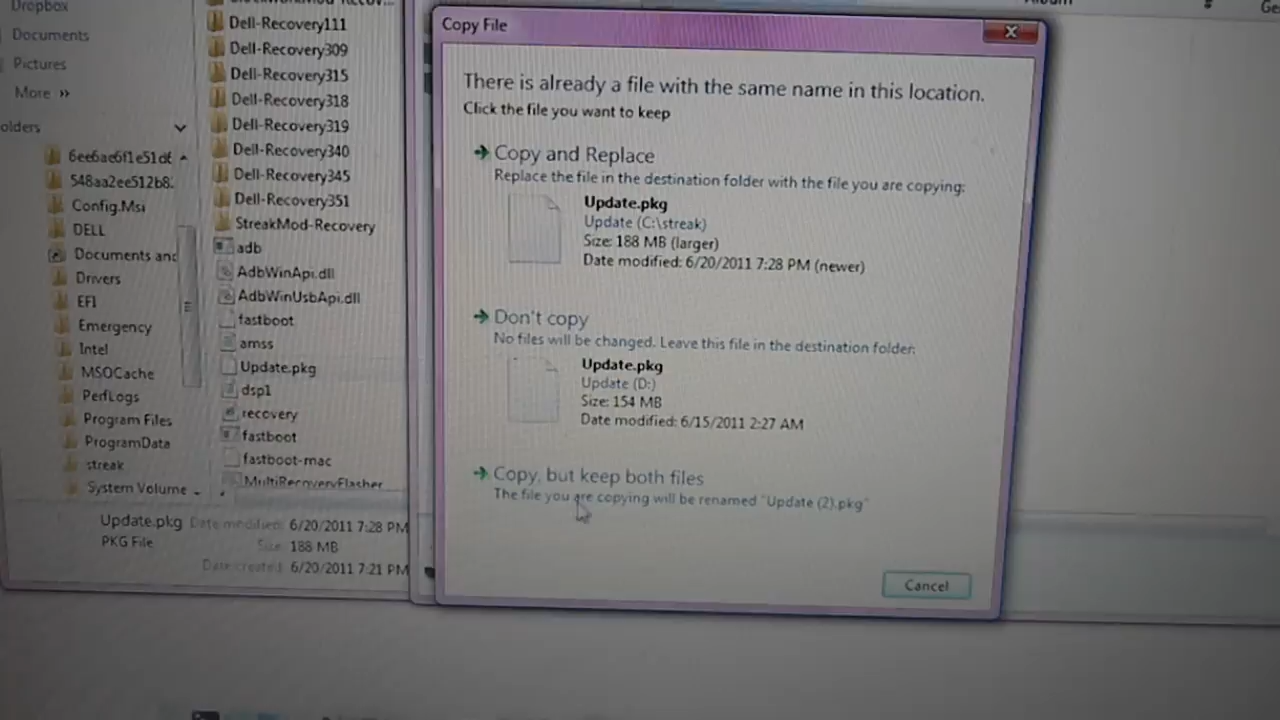 Dropbox
Documents
Pictures
More »
olders
6ee6ae6f1e51d6
548aa2ee512b8
Config.Msi
DELL
Documents and
Drivers
EFI
Emergency
Intel
MSOCache
PerfLogs
Program Files
ProgramData
streak
System Volume
Dell-Recovery111
Dell-Recovery309
Dell-Recovery315
Dell-Recovery318
Dell-Recovery319
Dell-Recovery340
Dell-Recovery345
Dell-Recovery351
StreakMod-Recovery
adb
AdbWinApi.dll
AdbWinUsbApi.dll
fastboot
amss
Update.pkg
dsp1
recovery
fastboot
fastboot-mac
MultiRecoveryFlasher
Update.pkg Date modified: 6/20/2011 7:28 PM
PKG File Size: 188 MB
Date created: 6/20/2011 7:21 PM
Album
Copy File
There is already a file with the same name in this location.
Click the file you want to keep
Copy and Replace
Replace the file in the destination folder with the file you are copying:
Update.pkg
Update (C:\streak)
Size: 188 MB (larger)
Date modified: 6/20/2011 7:28 PM (newer)
Don't copy
No files will be changed. Leave this file in the destination folder:
Update.pkg
Update (D:)
Size: 154 MB
Date modified: 6/15/2011 2:27 AM
Copy, but keep both files
The file you are copying will be renamed "Update (2).pkg"
Cancel